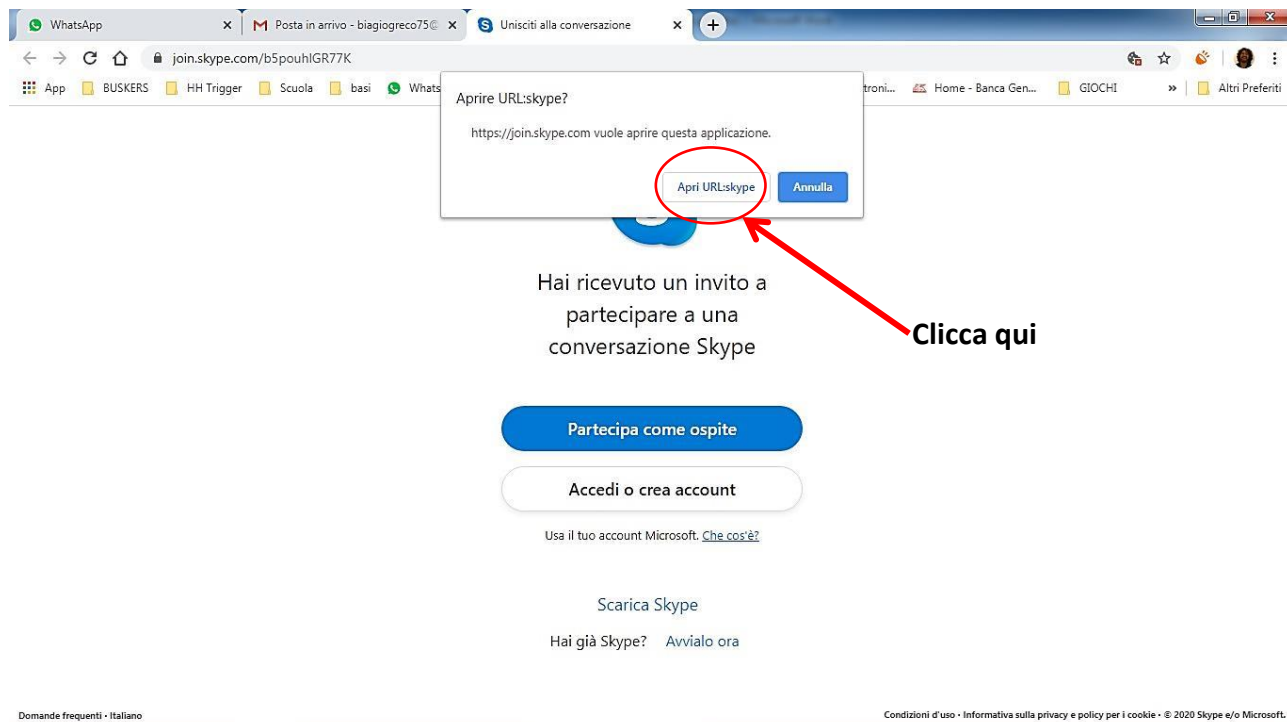 WhatsApp
Posta in arrivo - biagiogreco75@
Unisciti alla conversazione
join.skype.com/b5pouhlGR77K
App
BUSKERS
HH Trigger
Scuola
basi
Whats
troni...
Home - Banca Gen...
GIOCHI
»
Altri Preferiti
Aprire URL:skype?
https://join.skype.com vuole aprire questa applicazione.
Apri URL:skype
Annulla
Hai ricevuto un invito a
partecipare a una
conversazione Skype
Clicca qui
Partecipa come ospite
Accedi o crea account
Usa il tuo account Microsoft. Che cos'è?
Scarica Skype
Hai già Skype? Avvialo ora
Domande frequenti • Italiano
Condizioni d'uso • Informativa sulla privacy e policy per i cookie • © 2020 Skype e/o Microsoft.